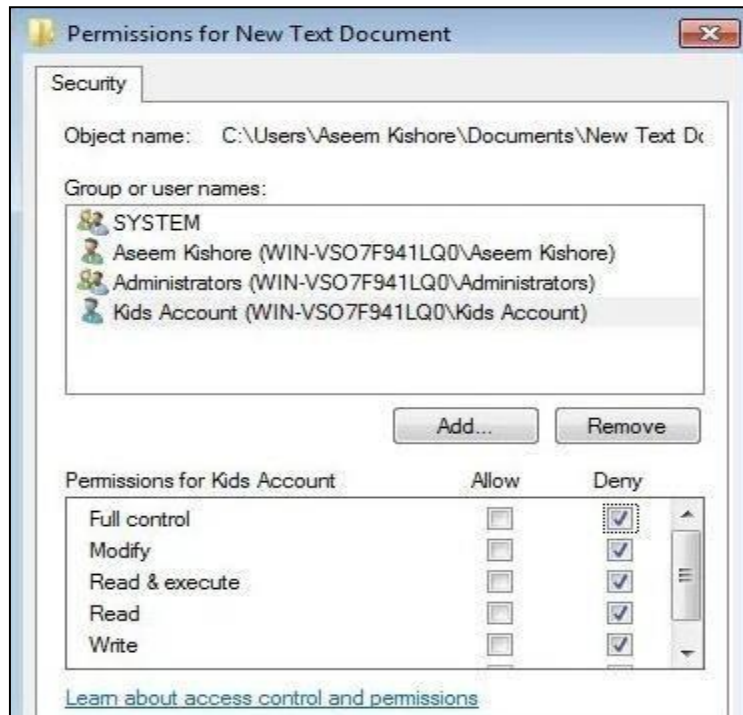 Permissions for New Text Document
Security
Object name: C:\Users\Aseem Kishore\Documents\New Text Do
Group or user names:
SYSTEM
Aseem Kishore (WIN-VSO7F941LQ0\Aseem Kishore)
Administrators (WIN-VSO7F941LQ0\Administrators)
Kids Account (WIN-VSO7F941LQ0\Kids Account)
Add... Remove
Permissions for Kids Account Allow Deny
Full control
Modify
Read & execute
Read
Write
Learn about access control and permissions